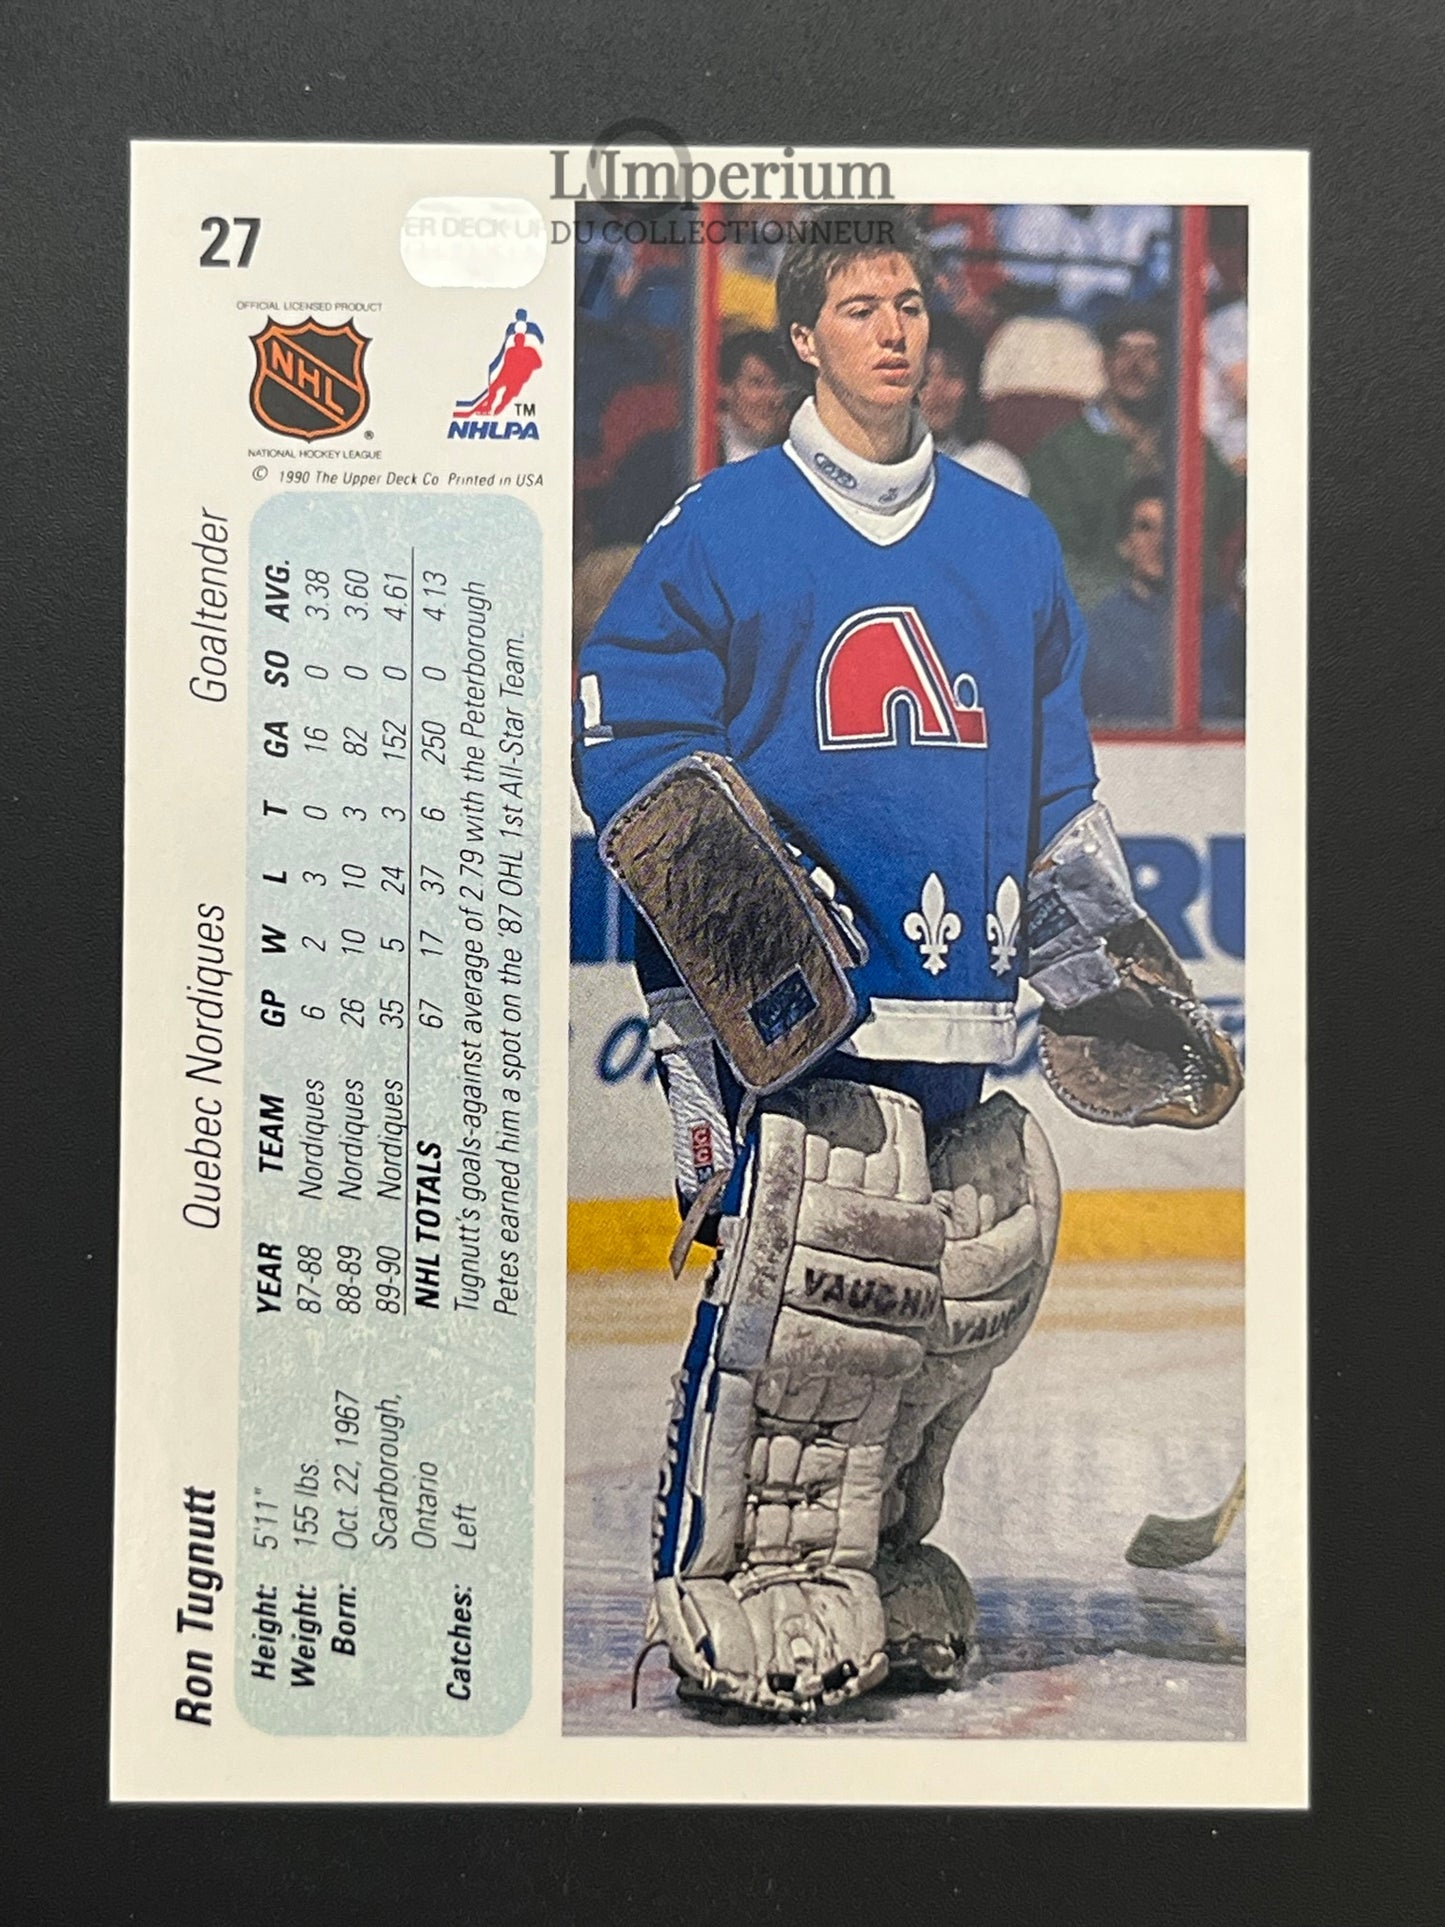 L'Imperium
DU COLLECTIONNEUR
27
ER DECK UP
OFFICIAL LICENSED PRODUCT
NHL
®
NATIONAL HOCKEY LEAGUE
TM
NHLPA
© 1990 The Upper Deck Co Printed in USA
Ron Tugnutt Quebec Nordiques Goaltender
Height: 5'11"
Weight: 155 lbs.
Born: Oct. 22, 1967
Scarborough,
Ontario
Catches: Left
YEAR TEAM GP W L T GA SO AVG.
87-88 Nordiques 6 2 3 0 16 0 3.38
88-89 Nordiques 26 10 10 3 82 0 3.60
89-90 Nordiques 35 5 24 3 152 0 4.61
NHL TOTALS 67 17 37 6 250 0 4.13
Tugnutt's goals-against average of 2.79 with the Peterborough
Petes earned him a spot on the '87 OHL 1st All-Star Team.
VAUGHN
RU